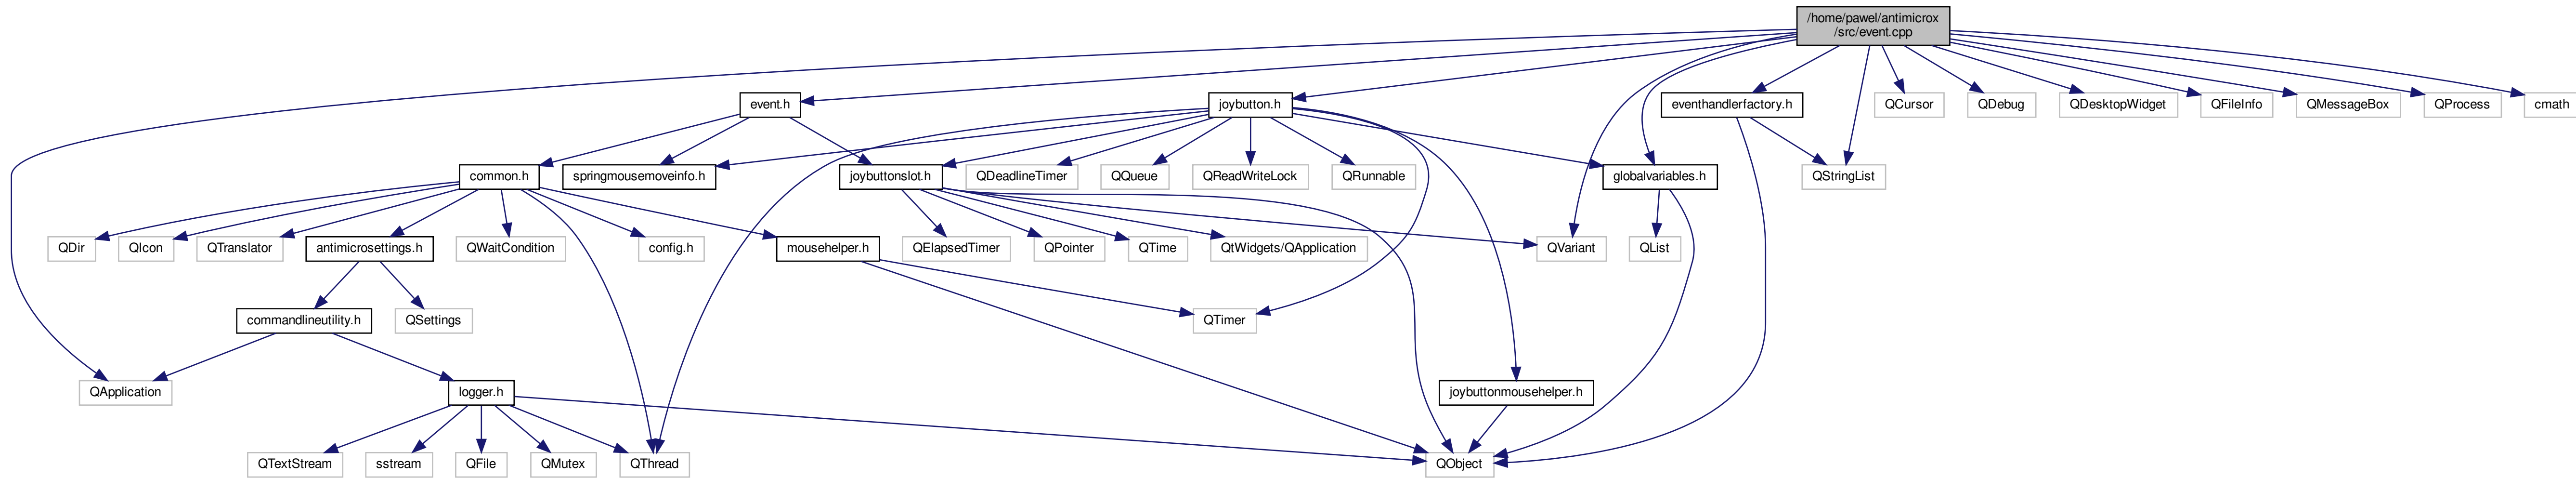 /home/pawel/antimicrox
/src/event.cpp
event.h
joybutton.h
eventhandlerfactory.h
QCursor
QDebug
QDesktopWidget
QFileInfo
QMessageBox
QProcess
cmath
common.h
springmousemoveinfo.h
joybuttonslot.h
QDeadlineTimer
QQueue
QReadWriteLock
QRunnable
globalvariables.h
QStringList
QDir
QIcon
QTranslator
antimicrosettings.h
QWaitCondition
config.h
mousehelper.h
QElapsedTimer
QPointer
QTime
QtWidgets/QApplication
QVariant
QList
commandlineutility.h
QSettings
QTimer
QApplication
logger.h
joybuttonmousehelper.h
QTextStream
sstream
QFile
QMutex
QThread
QObject